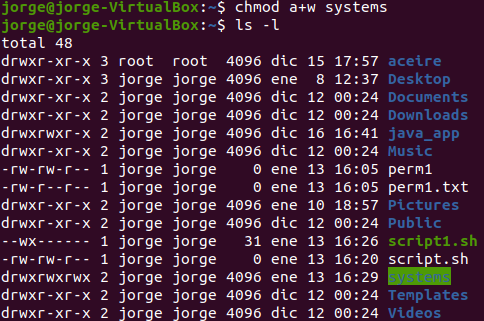 jorge@jorge-VirtualBox:~$ chmod a+w systems
jorge@jorge-VirtualBox:~$ ls -l
total 48
drwxr-xr-x 3 root  root  4096 dic 15 17:57 aceire
drwxr-xr-x 2 jorge jorge 4096 ene  8 12:37 Desktop
drwxr-xr-x 2 jorge jorge 4096 dic 12 00:24 Documents
drwxr-xr-x 2 jorge jorge 4096 dic 12 00:24 Downloads
drwxrwxr-x 2 jorge jorge 4096 dic 16 16:41 java_app
drwxr-xr-x 2 jorge jorge 4096 dic 12 00:24 Music
-rw-rw-r-- 1 jorge jorge    0 ene 13 16:05 perm1
-rw-rw-r-- 1 jorge jorge    0 ene 13 16:05 perm1.txt
drwxr-xr-x 2 jorge jorge 4096 ene 10 18:57 Pictures
drwxr-xr-x 2 jorge jorge 4096 dic 12 00:24 Public
--wx------ 1 jorge jorge   31 ene 13 16:26 script1.sh
-rw-rw-r-- 1 jorge jorge    0 ene 13 16:20 script.sh
drwxrwxrwx 2 jorge jorge 4096 ene 13 16:29 systems
drwxr-xr-x 2 jorge jorge 4096 dic 12 00:24 Templates
drwxr-xr-x 2 jorge jorge 4096 dic 12 00:24 Videos